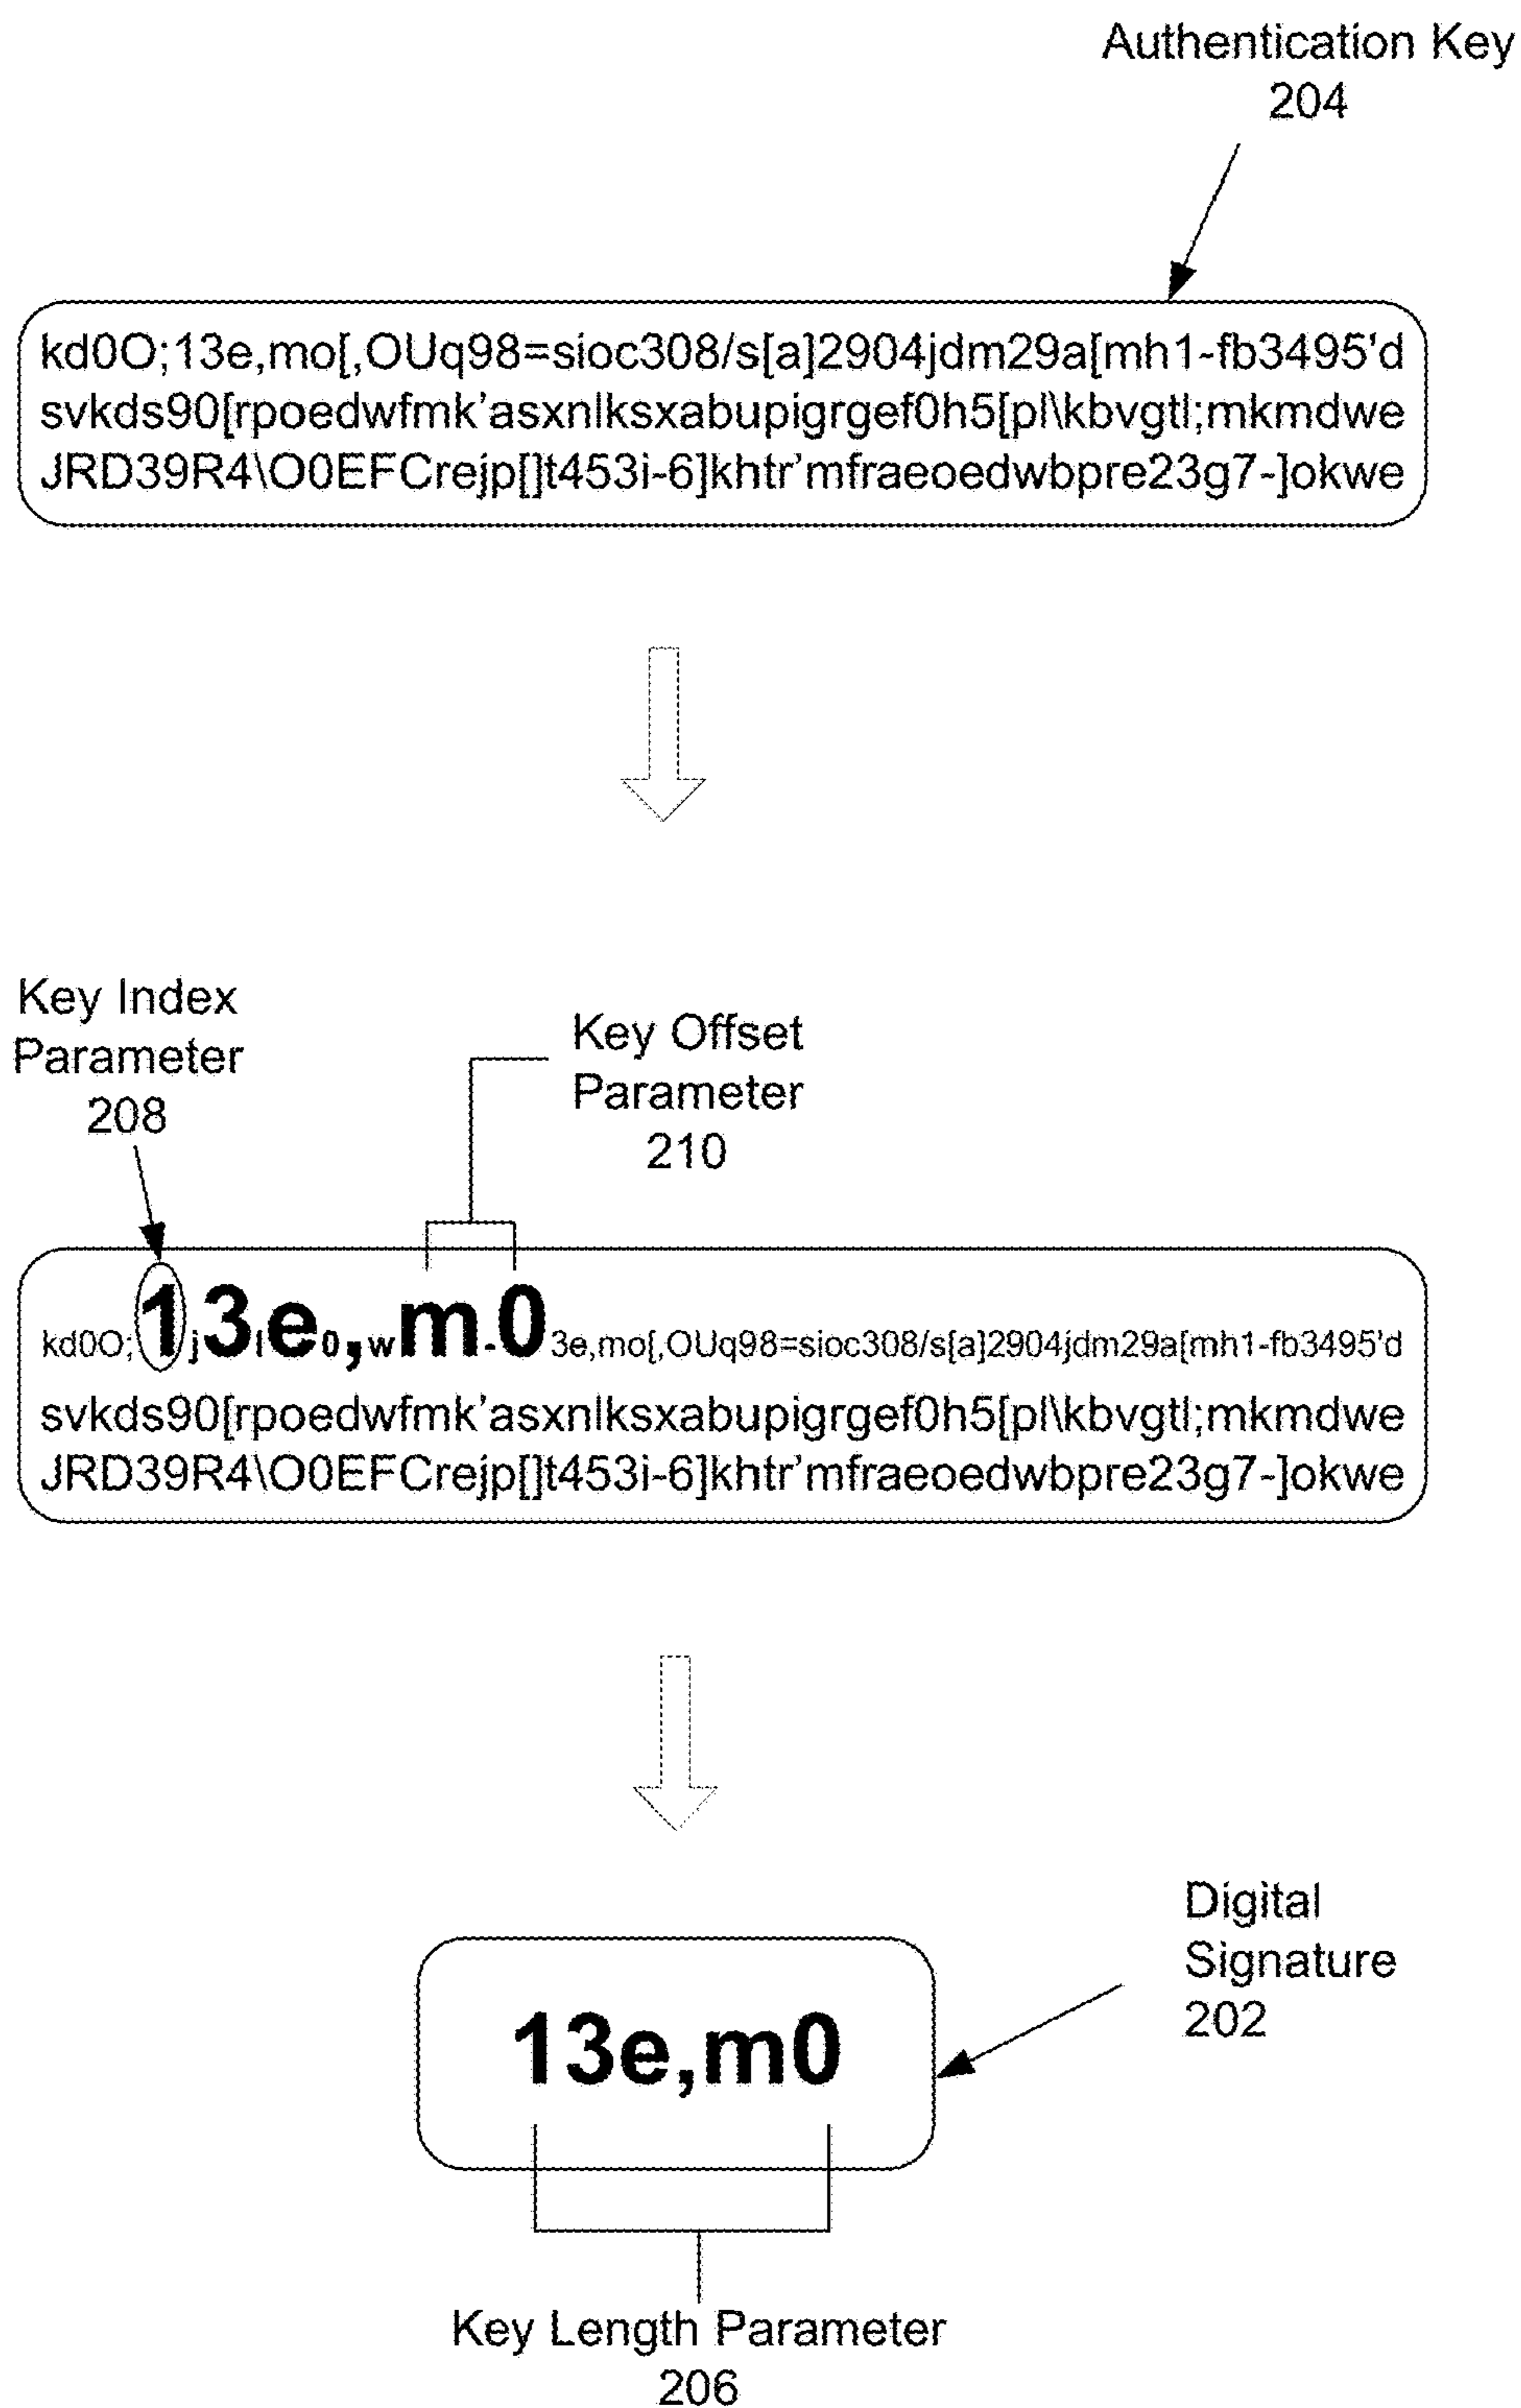 Authentication Key
204
kd0O;13e,mo[,OUq98=sioc308/s[a]2904jdm29a[mh1-fb3495'd
svkds90[rpoedwfmk'asxnlksxabupigrgef0h5[pl\kbvgtl;mkmdwe
JRD39R4\O0EFCrejp[]t453i-6]khtr'mfraeoedwbpre23g7-]okwe
Key Index
Parameter
208
Key Offset
Parameter
210
kd0O;1j3le0,wm-03e,mo[,OUq98=sioc308/s[a]2904jdm29a[mh1-fb3495'd
svkds90[rpoedwfmk'asxnlksxabupigrgef0h5[pl\kbvgtl;mkmdwe
JRD39R4\O0EFCrejp[]t453i-6]khtr'mfraeoedwbpre23g7-]okwe
Digital
Signature
202
13e,m0
Key Length Parameter
206